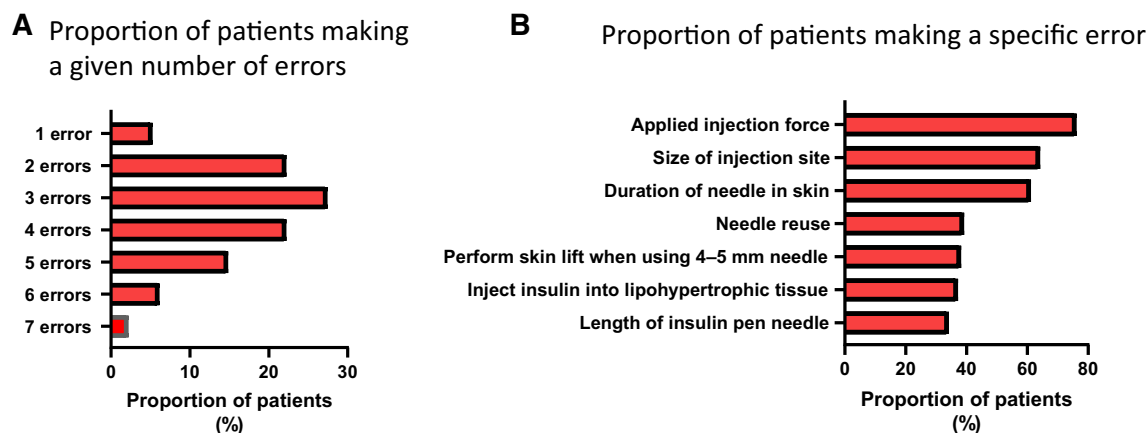 A Proportion of patients making
a given number of errors
1 error
2 errors
3 errors
4 errors
5 errors
6 errors
7 errors
0 10 20 30
Proportion of patients
(%)
B Proportion of patients making a specific error
Applied injection force
Size of injection site
Duration of needle in skin
Needle reuse
Perform skin lift when using 4–5 mm needle
Inject insulin into lipohypertrophic tissue
Length of insulin pen needle
0 20 40 60 80
Proportion of patients
(%)